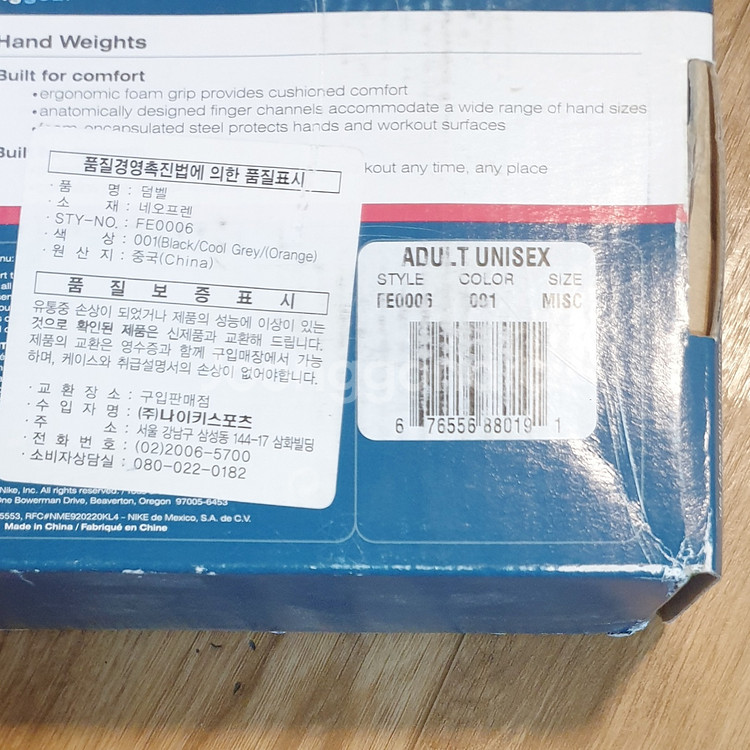 Hand Weights
Built for comfort
•ergonomic foam grip provides cushioned comfort
•anatomically designed finger channels accommodate a wide range of hand sizes
encapsulated steel protects hands and workout surfaces
any time, any place
품질경영촉진법에 의한 품질표시
· 품 명 : 덤벨
· 소 재 : 네오프렌
· STY-NO. : FE0006
· 색 상 : 001(Black/Cool Grey/(Orange)
· 원 산 지 : 중국(China)
품 질 보 증 표 시
유통중 손상이 되었거나 제품의 성능에 이상이 있는
것으로 확인된 제품은 신제품과 교환해 드립니다.
제품의 교환은 영수증과 함께 구입매장에서 가능
하며, 케이스와 취급설명서의 손상이 없어야합니다.
· 교 환 장 소 : 구입판매점
· 수 입 자 명 : (주)나이키스포츠
· 주 소 : 서울 강남구 삼성동 144-17 삼화빌딩
· 전 화 번 호 : (02)2006-5700
· 소비자상담실 : 080-022-0182
ADULT UNISEX
STYLE COLOR SIZE
FE0006 001 MISC
6 76556 88019 1
Nike, Inc. All rights reserved.
One Bowerman Drive, Beaverton, Oregon 97005-6453
5553, RFC#NME920220KL4 - NIKE de Mexico, S.A. de C.V.
Made in China / Fabriqué en Chine